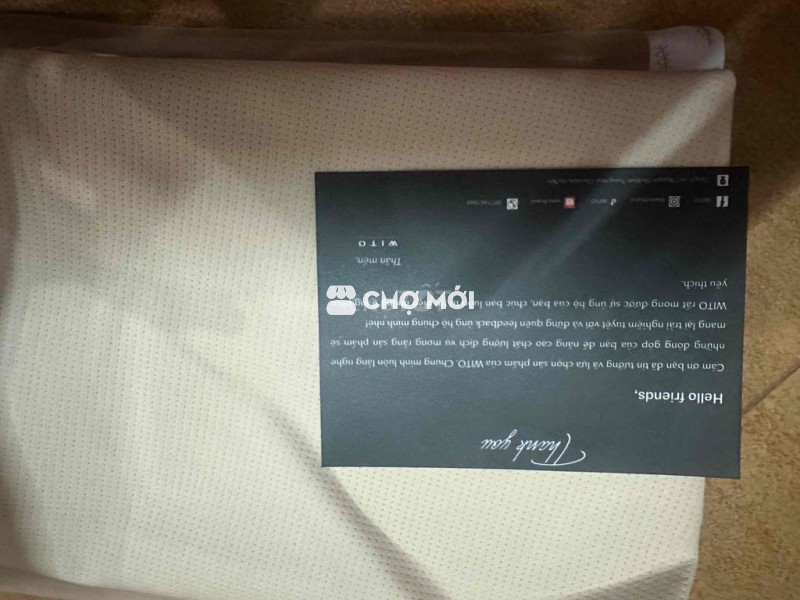 Thank you
Hello friends,
Cảm ơn bạn đã tin tưởng và lựa chọn sản phẩm của WITO. Chúng mình luôn lắng nghe
những đóng góp của bạn để nâng cao chất lượng dịch vụ mong rằng sản phẩm sẽ
mang lại trải nghiệm tuyệt vời và đừng quên feedback ủng hộ chúng mình nhé!
WITO rất mong được sự ủng hộ của bạn, chúc bạn luôn
yêu thích.
Thân mến,
WITO
CHỢ MỚI